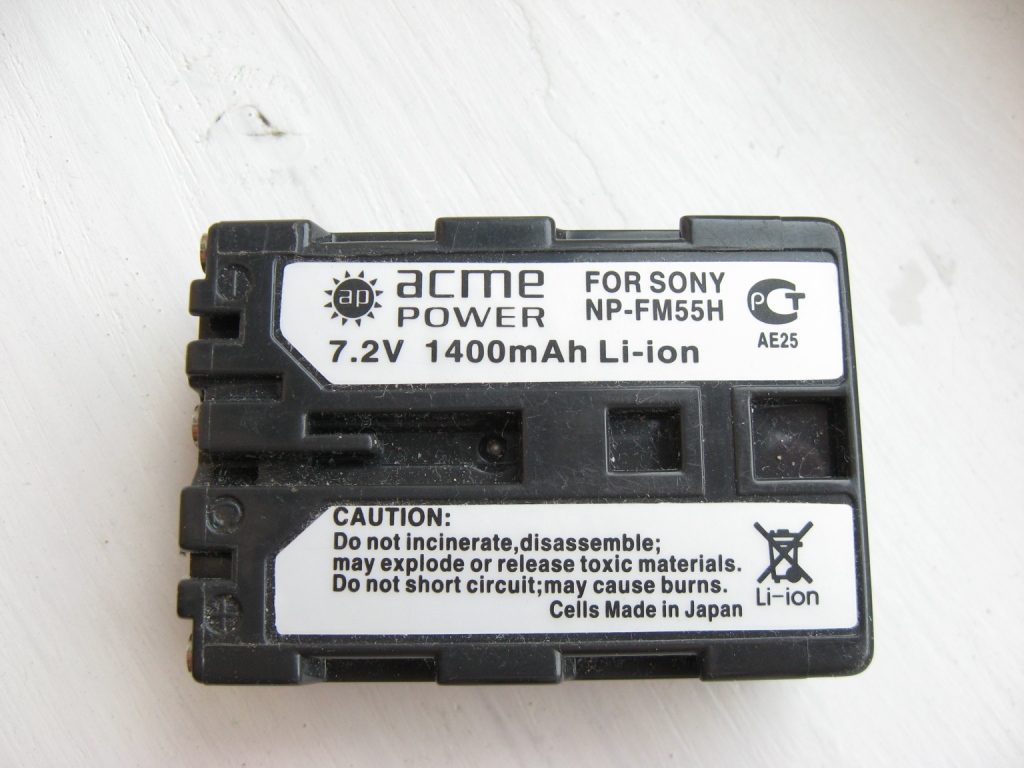 ap acme
POWER
FOR SONY
NP-FM55H
PCT
AE25
7.2V 1400mAh Li-ion
CAUTION:
Do not incinerate,disassemble;
may explode or release toxic materials.
Do not short circuit;may cause burns.
Cells Made in Japan
Li-ion